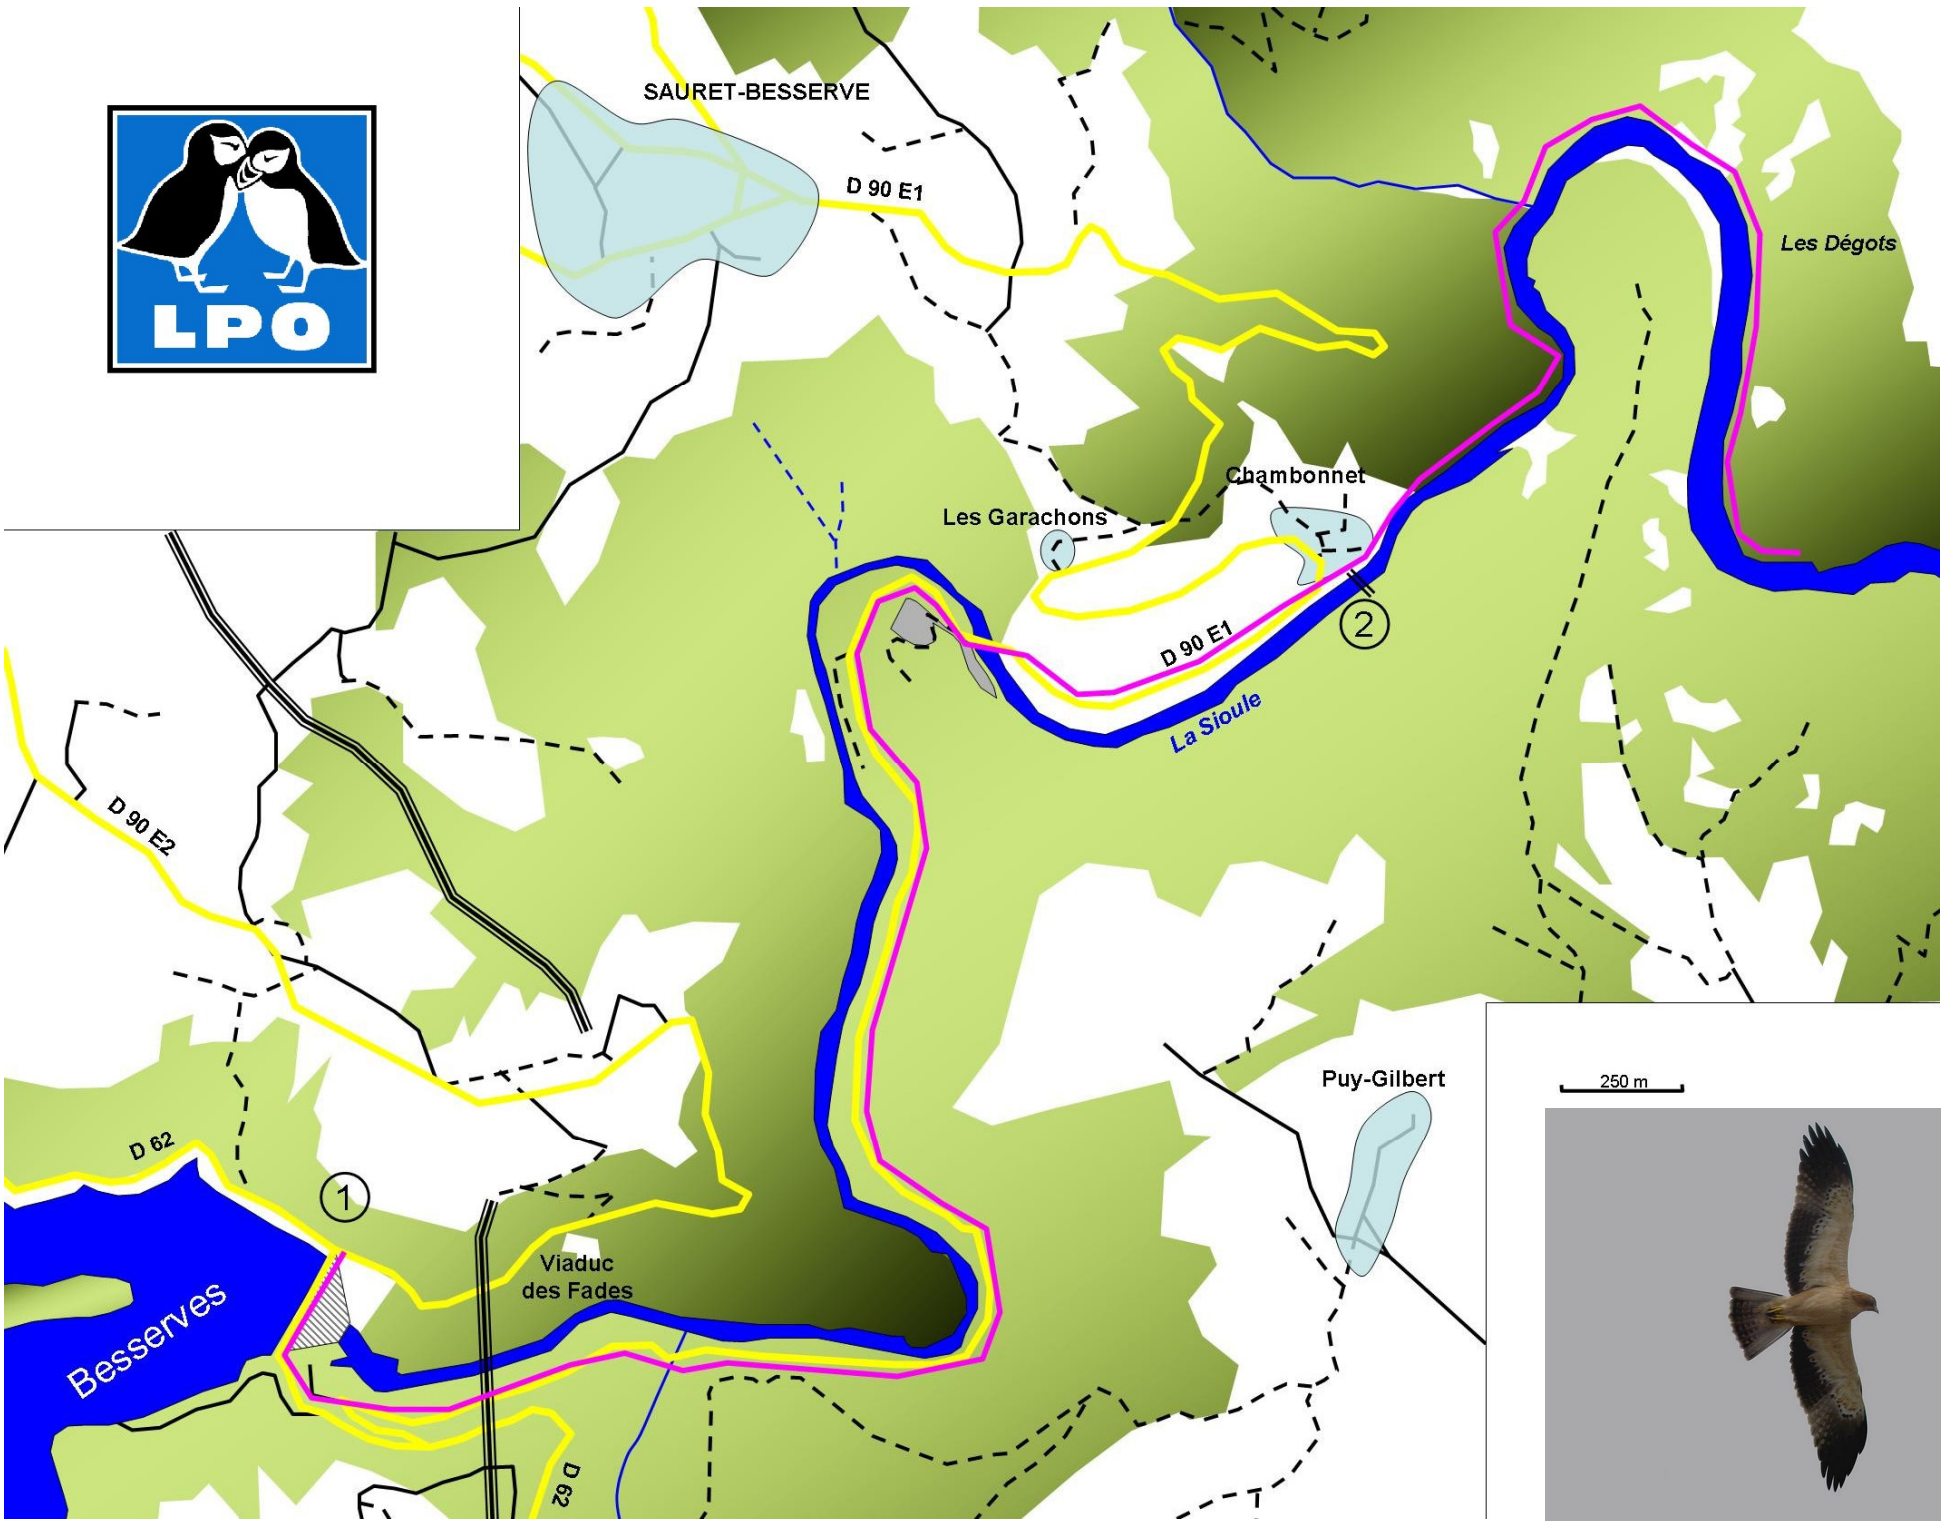 SAURET-BESSERVE
D 90 E1
LPO
Les Dégots
Chambonnet
Les Garachons
2
D 90 E1
La Sioule
D 90 E2
Puy-Gilbert
250 m
D 62
1
Viaduc
des Fades
Besserves
D 62